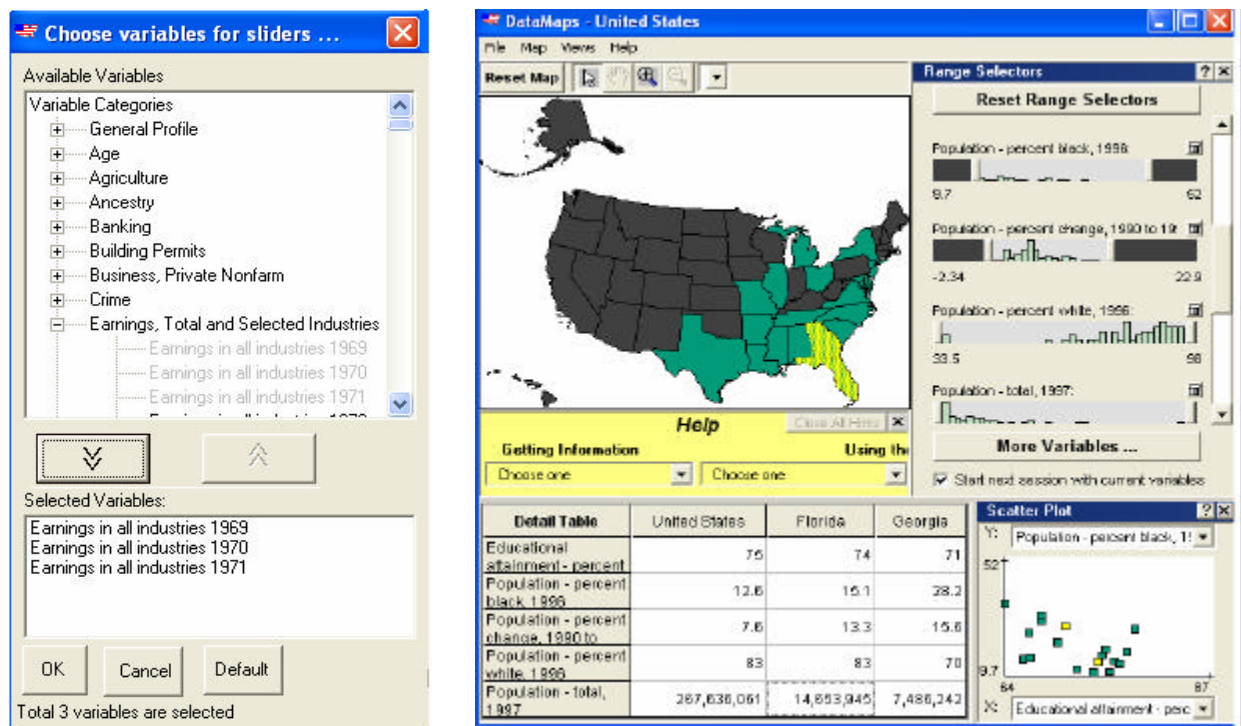 Choose variables for sliders ...
Available Variables
Variable Categories
General Profile
Age
Agriculture
Ancestry
Banking
Building Permits
Business, Private Nonfarm
Crime
Earnings, Total and Selected Industries
Earnings in all industries 1969
Earnings in all industries 1970
Earnings in all industries 1971
Selected Variables:
Earnings in all industries 1969
Earnings in all industries 1970
Earnings in all industries 1971
OK Cancel Default
Total 3 variables are selected
DataMaps - United States
File Map Views Help
Reset Map
Range Selectors
Reset Range Selectors
Population - percent black, 1996:
9.7 62
Population - percent change, 1990 to 19
-2.34 22.9
Population - percent white, 1996:
33.5 98
Population - total, 1997:
More Variables ...
Start next session with current variables
Help Close All Hints
Getting Information Using the
Choose one Choose one
Detail Table United States Florida Georgia
Educational
attainment - percent 75 74 71
Population - percent
black, 1996 12.6 15.1 28.2
Population - percent
change, 1990 to 7.6 13.3 15.6
Population - percent
white, 1996 83 83 70
Population - total,
1997 267,636,061 14,653,945 7,486,242
Scatter Plot
Y: Population - percent black, 1
52
9.7
64 87
X: Educational attainment - perc